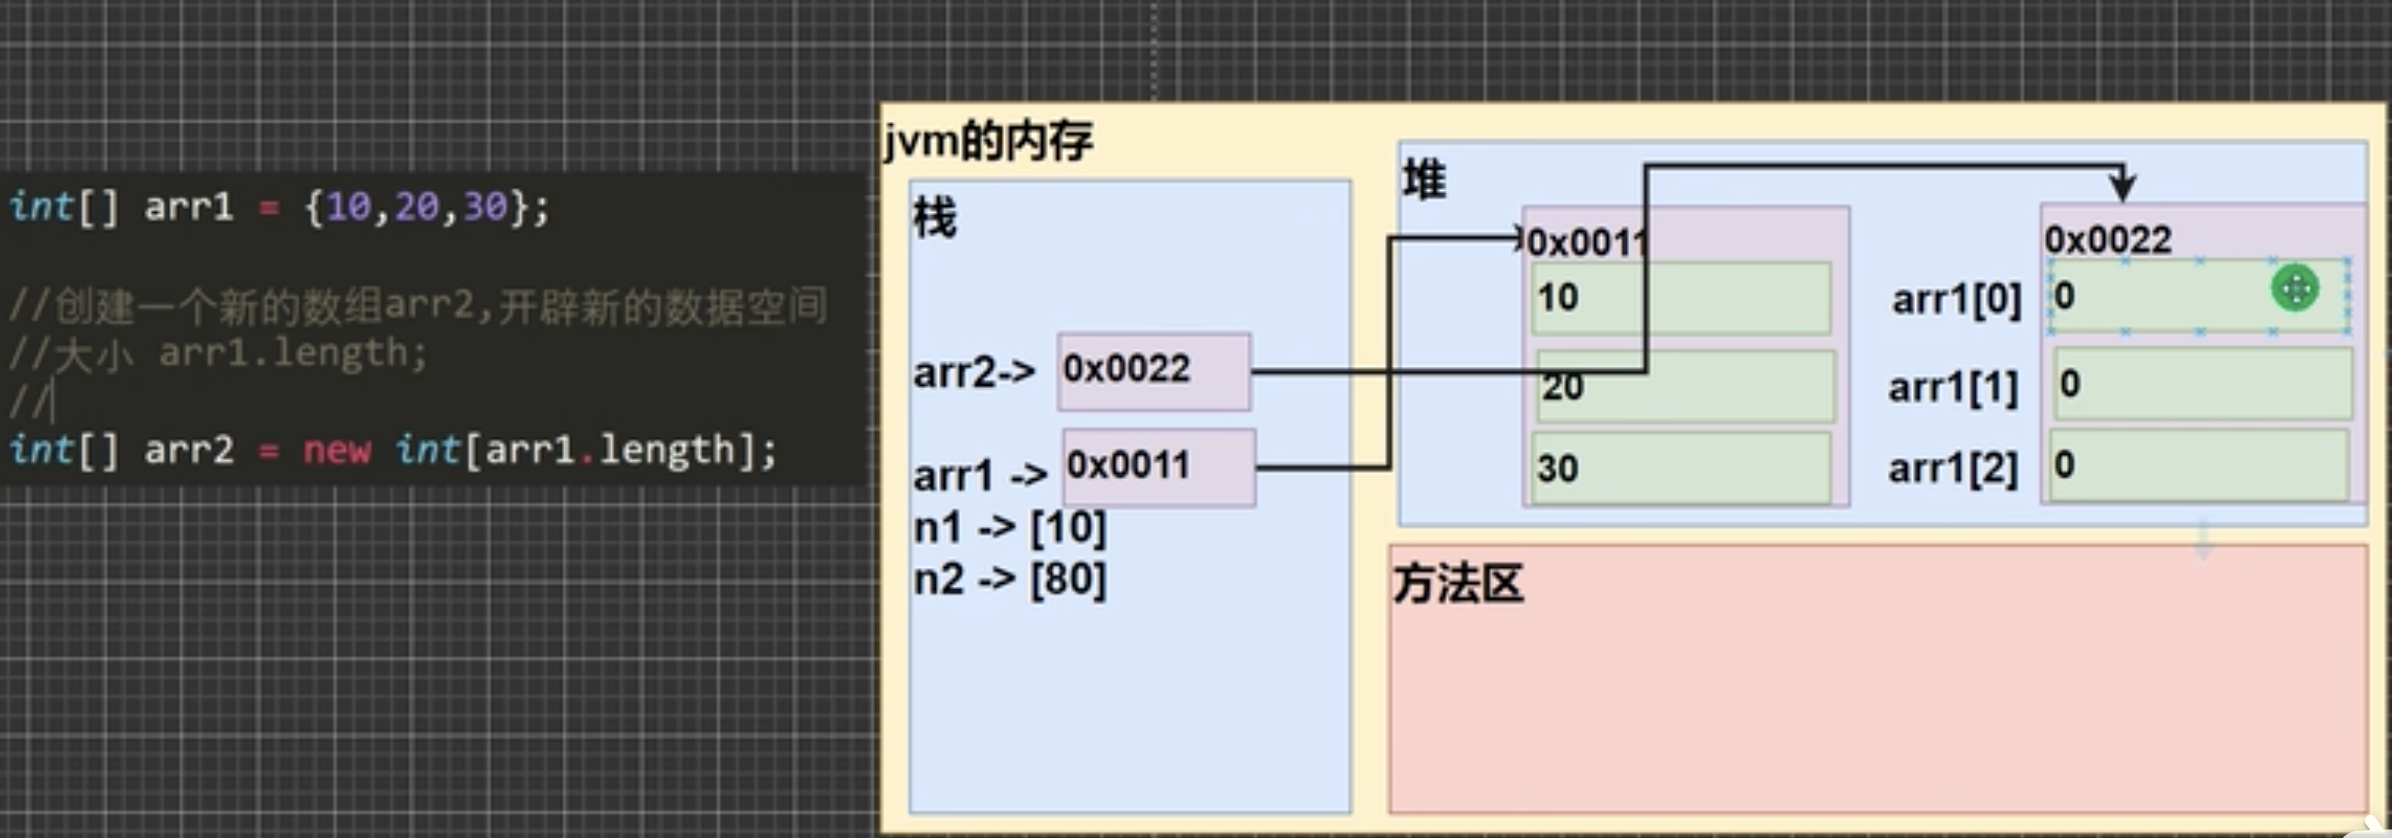 int[] arr1 = {10,20,30};
//创建一个新的数组arr2,开辟新的数据空间
//大小 arr1.length;
//
int[] arr2 = new int[arr1.length];
jvm的内存
栈
arr2-> 0x0022
arr1 -> 0x0011
n1 -> [10]
n2 -> [80]
堆
0x0011
10
20
30
0x0022
arr1[0] 0
arr1[1] 0
arr1[2] 0
方法区